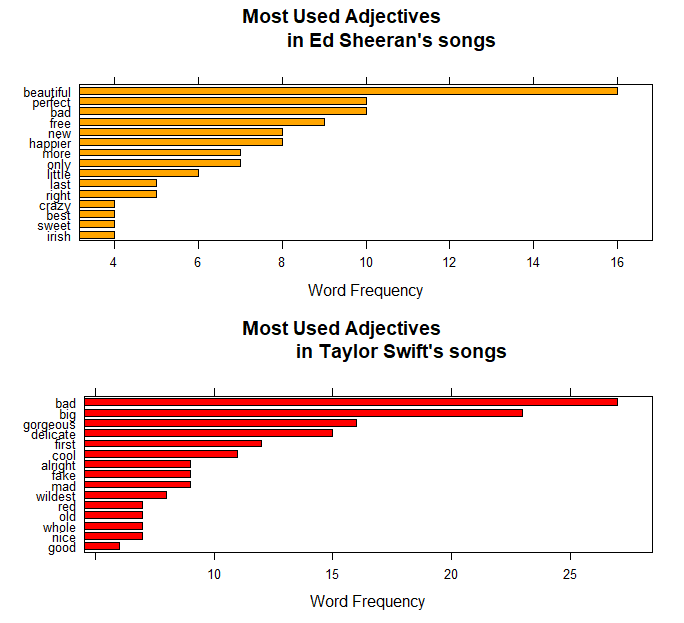 Most Used Adjectives
in Ed Sheeran's songs
beautiful
perfect
bad
free
new
happier
more
only
little
last
right
crazy
best
sweet
irish
4 6 8 10 12 14 16
Word Frequency
Most Used Adjectives
in Taylor Swift's songs
bad
big
gorgeous
delicate
first
cool
alright
fake
mad
wildest
red
old
whole
nice
good
10 15 20 25
Word Frequency